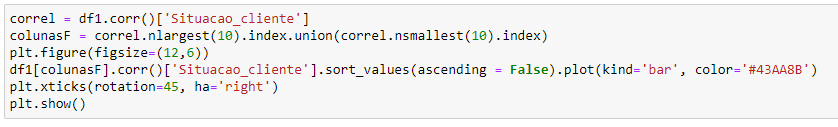 correl = df1.corr()['Situacao_cliente']
colunasF = correl.nlargest(10).index.union(correl.nsmallest(10).index)
plt.figure(figsize=(12,6))
df1[colunasF].corr()['Situacao_cliente'].sort_values(ascending = False).plot(kind='bar', color='#43AA8B')
plt.xticks(rotation=45, ha='right')
plt.show()